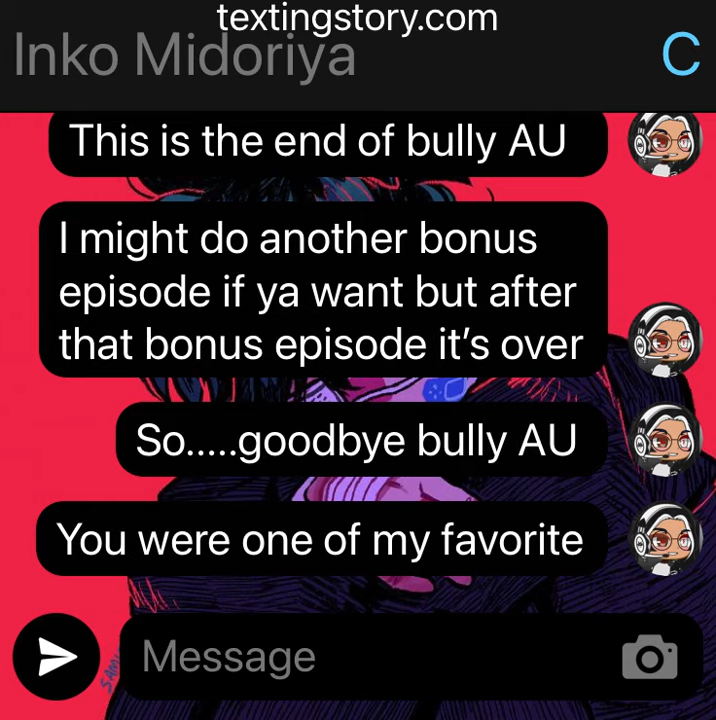 textingstory.com
Inko Midoriya
C
This is the end of bully AU
I might do another bonus
episode if ya want but after
that bonus episode it’s over
So.....goodbye bully AU
You were one of my favorite
Message